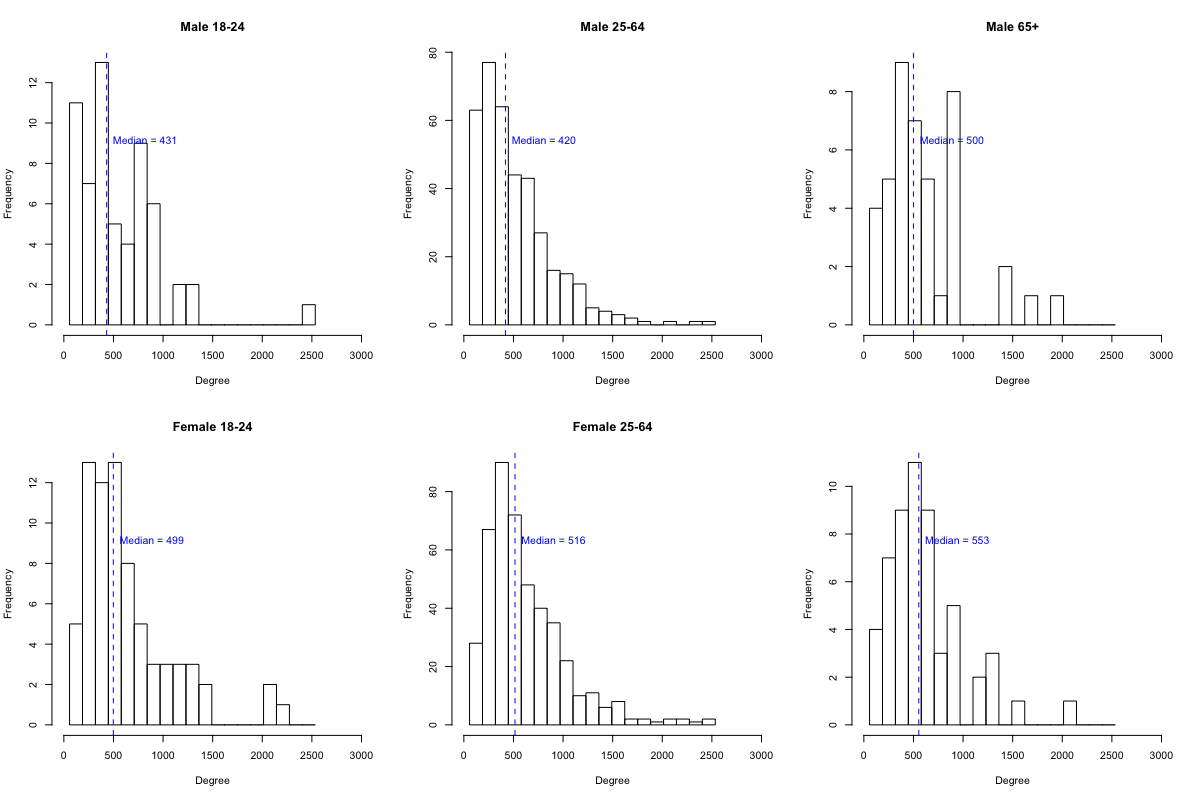 Male 18-24
Frequency
0 2 4 6 8 10 12
Median = 431
0 500 1000 1500 2000 2500 3000
Degree
Male 25-64
Frequency
0 20 40 60 80
Median = 420
0 500 1000 1500 2000 2500 3000
Degree
Male 65+
Frequency
0 2 4 6 8
Median = 500
0 500 1000 1500 2000 2500 3000
Degree
Female 18-24
Frequency
0 2 4 6 8 10 12
Median = 499
0 500 1000 1500 2000 2500 3000
Degree
Female 25-64
Frequency
0 20 40 60 80
Median = 516
0 500 1000 1500 2000 2500 3000
Degree
Frequency
0 2 4 6 8 10
Median = 553
0 500 1000 1500 2000 2500 3000
Degree